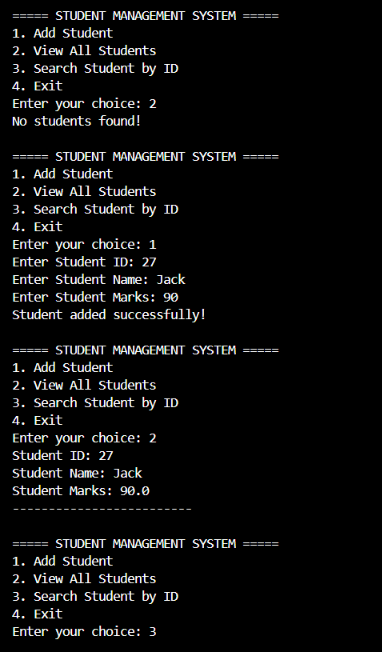 ===== STUDENT MANAGEMENT SYSTEM =====
1. Add Student
2. View All Students
3. Search Student by ID
4. Exit
Enter your choice: 2
No students found!

===== STUDENT MANAGEMENT SYSTEM =====
1. Add Student
2. View All Students
3. Search Student by ID
4. Exit
Enter your choice: 1
Enter Student ID: 27
Enter Student Name: Jack
Enter Student Marks: 90
Student added successfully!

===== STUDENT MANAGEMENT SYSTEM =====
1. Add Student
2. View All Students
3. Search Student by ID
4. Exit
Enter your choice: 2
Student ID: 27
Student Name: Jack
Student Marks: 90.0
-------------------------

===== STUDENT MANAGEMENT SYSTEM =====
1. Add Student
2. View All Students
3. Search Student by ID
4. Exit
Enter your choice: 3